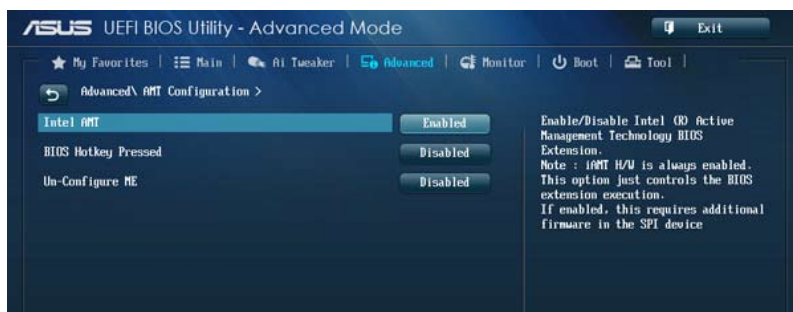 ASUS UEFI BIOS Utility - Advanced Mode
Exit
My Favorites | Main | Ai Tweaker | Advanced | Monitor | Boot | Tool |
Advanced\ AMT Configuration >
Intel AMT Enabled
BIOS Hotkey Pressed Disabled
Un-Configure ME Disabled
Enable/Disable Intel (R) Active
Management Technology BIOS
Extension.
Note : iAMT H/W is always enabled.
This option just controls the BIOS
extension execution.
If enabled, this requires additional
firmware in the SPI device